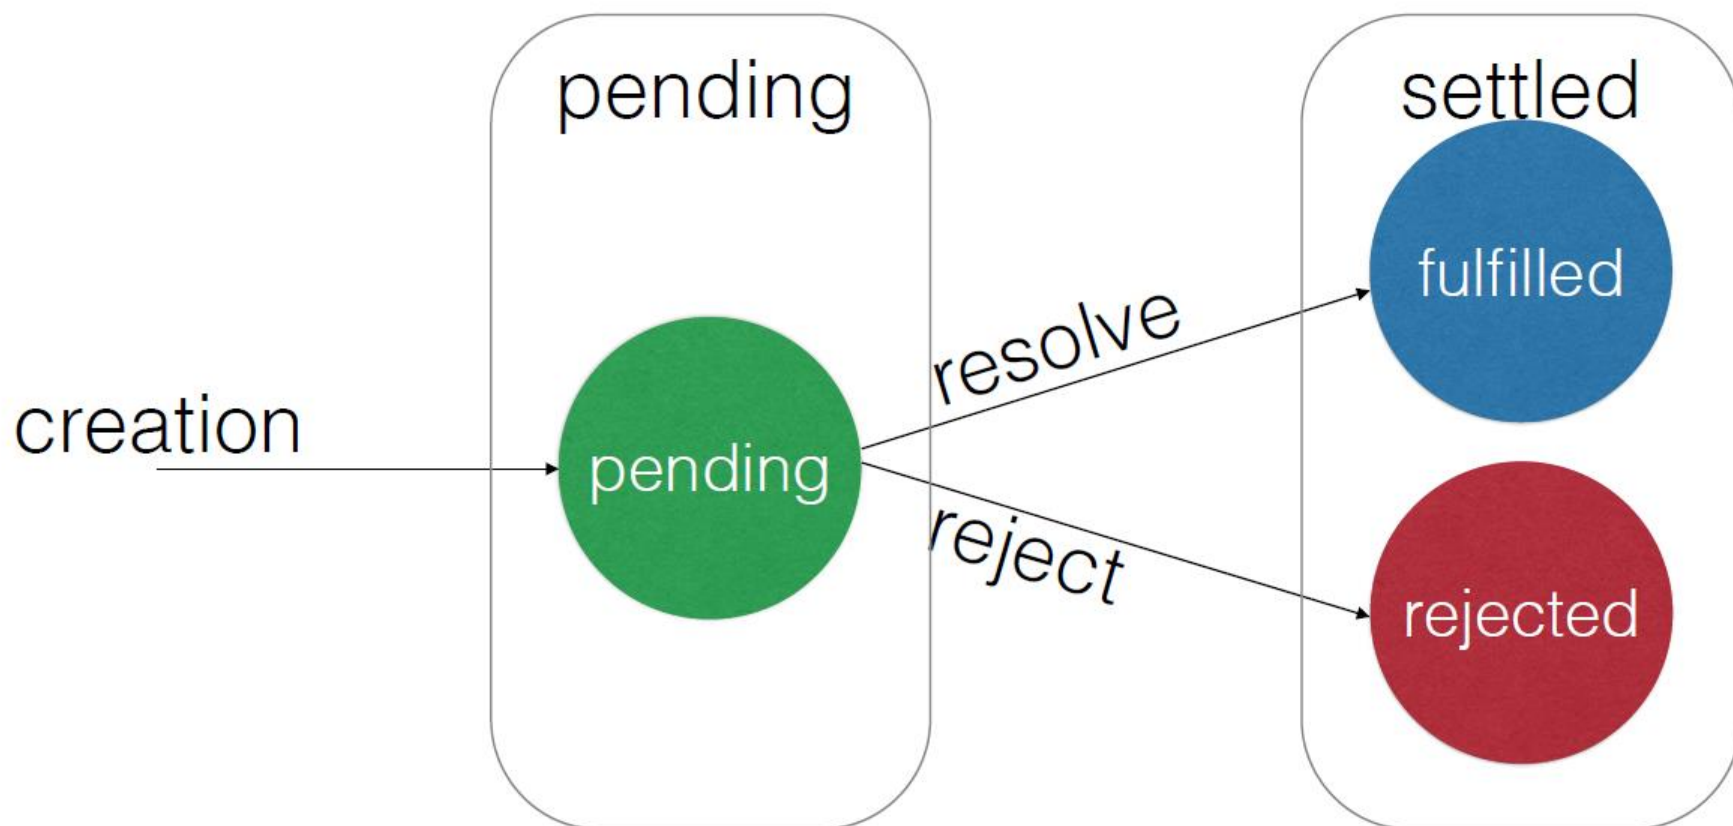 creation
pending
pending
resolve
reject
settled
fulfilled
rejected